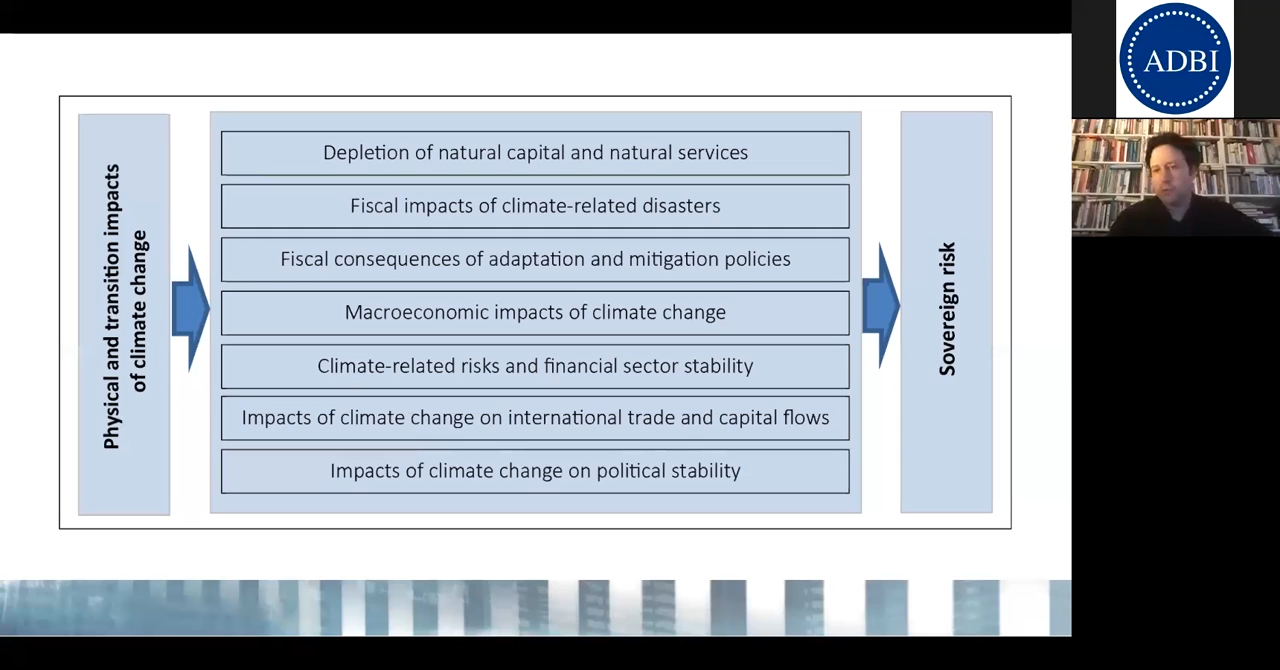 Physical and transition impacts
of climate change
Depletion of natural capital and natural services
Fiscal impacts of climate-related disasters
Fiscal consequences of adaptation and mitigation policies
Macroeconomic impacts of climate change
Climate-related risks and financial sector stability
Impacts of climate change on international trade and capital flows
Impacts of climate change on political stability
Sovereign risk
ADBI